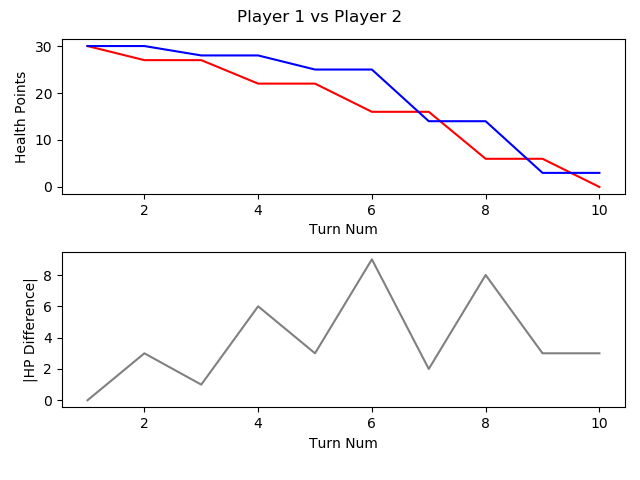 Player 1 vs Player 2
30
20
10
0
Health Points
2 4 6 8 10
Turn Num
8
6
4
2
0
|HP Difference|
2 4 6 8 10
Turn Num